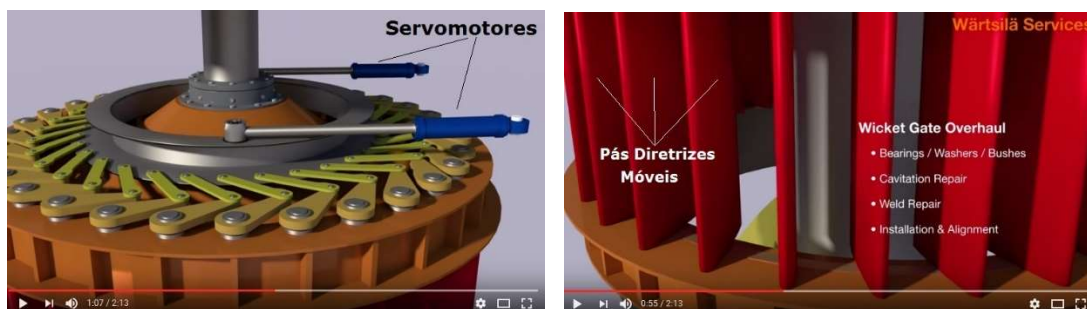 Servomotores
1:07 / 2:13
Wärtsilä Services
Pás Diretrizes
Móveis
Wicket Gate Overhaul
• Bearings / Washers / Bushes
• Cavitation Repair
• Weld Repair
• Installation & Alignment
0:55 / 2:13